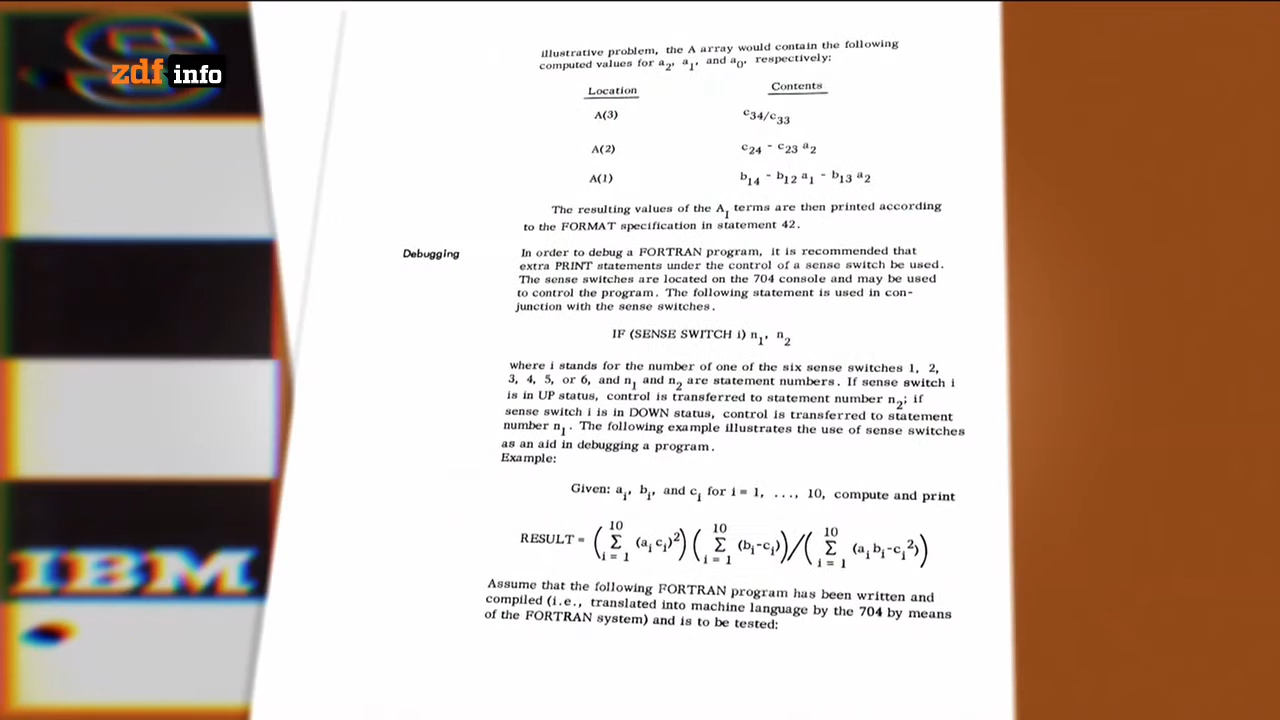 zdf info
illustrative problem, the A array would contain the following
computed values for a₂, a₁, and a₀, respectively:
Location Contents
A(3) c₃₄/c₃₃
A(2) c₂₄ - c₂₃ a₂
A(1) b₁₄ - b₁₂ a₁ - b₁₃ a₂
The resulting values of the Aᵢ terms are then printed according
to the FORMAT specification in statement 42.
Debugging
In order to debug a FORTRAN program, it is recommended that
extra PRINT statements under the control of a sense switch be used.
The sense switches are located on the 704 console and may be used
to control the program. The following statement is used in con-
junction with the sense switches.
IF (SENSE SWITCH i) n₁, n₂
where i stands for the number of one of the six sense switches 1, 2,
3, 4, 5, or 6, and n₁ and n₂ are statement numbers. If sense switch i
is in UP status, control is transferred to statement number n₂; if
sense switch i is in DOWN status, control is transferred to statement
number n₁. The following example illustrates the use of sense switches
as an aid in debugging a program.
Example:
Given: aᵢ, bᵢ, and cᵢ for i = 1, ..., 10, compute and print
RESULT = (10 Σ i = 1 (aᵢ cᵢ)²) (10 Σ i = 1 (bᵢ-cᵢ))/(10 Σ i = 1 (aᵢ bᵢ-cᵢ²))
Assume that the following FORTRAN program has been written and
compiled (i.e., translated into machine language by the 704 by means
of the FORTRAN system) and is to be tested:
IBM